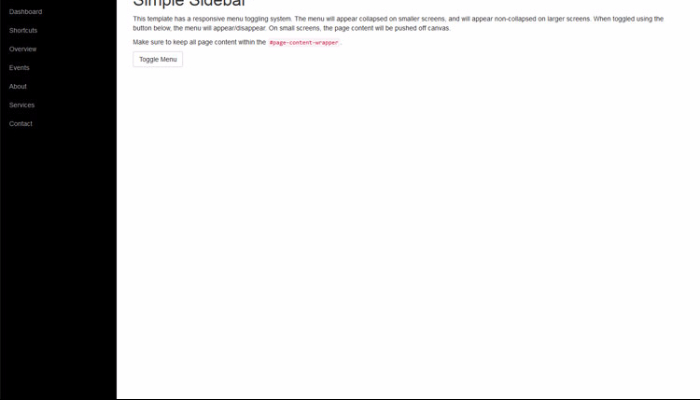 Dashboard
Shortcuts
Overview
Events
About
Services
Contact
Simple Sidebar
This template has a responsive menu toggling system. The menu will appear collapsed on smaller screens, and will appear non-collapsed on larger screens. When toggled using the
button below, the menu will appear/disappear. On small screens, the page content will be pushed off canvas.
Make sure to keep all page content within the #page-content-wrapper.
Toggle Menu